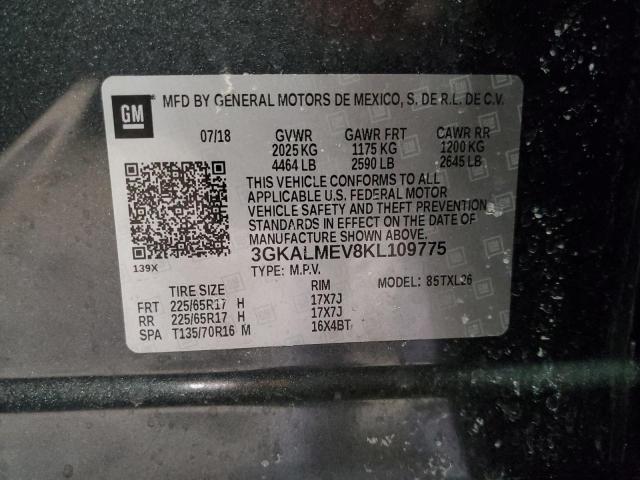 GM MFD BY GENERAL MOTORS DE MEXICO, S. DE R.L. DE C.V.
07/18 GVWR GAWR FRT GAWR RR
2025 KG 1175 KG 1200 KG
4464 LB 2590 LB 2645 LB
THIS VEHICLE CONFORMS TO ALL
APPLICABLE U.S. FEDERAL MOTOR
VEHICLE SAFETY AND THEFT PREVENTION
STANDARDS IN EFFECT ON THE DATE OF
MANUFACTURE SHOWN ABOVE.
3GKALMEV8KL109775
139X
TYPE: M.P.V. 85TXL26
TIRE SIZE RIM
FRT 225/65R17 H 17X7J
RR 225/65R17 H 17X7J
SPA T135/70R16 M 16X4BT